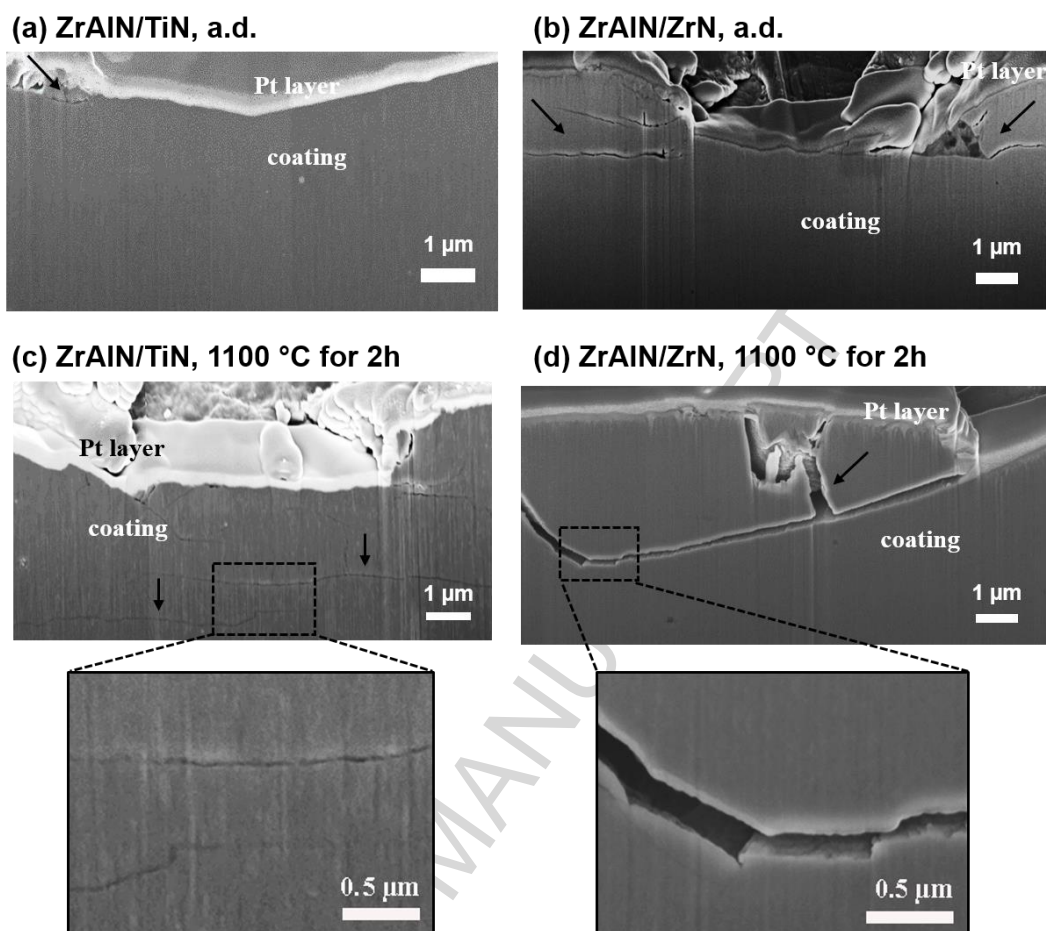 (a) ZrAlN/TiN, a.d.
Pt layer
coating
1 µm
(b) ZrAlN/ZrN, a.d.
Pt layer
coating
1 µm
(c) ZrAlN/TiN, 1100 °C for 2h
Pt layer
coating
1 µm
0.5 µm
(d) ZrAlN/ZrN, 1100 °C for 2h
Pt layer
coating
1 µm
0.5 µm